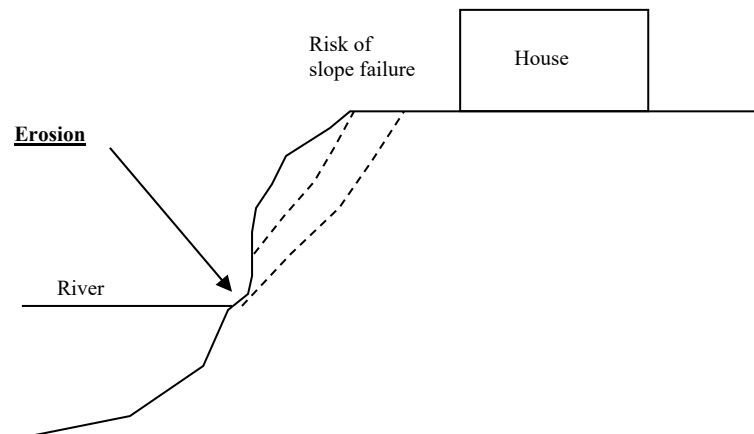 Risk of
slope failure
House
Erosion
River